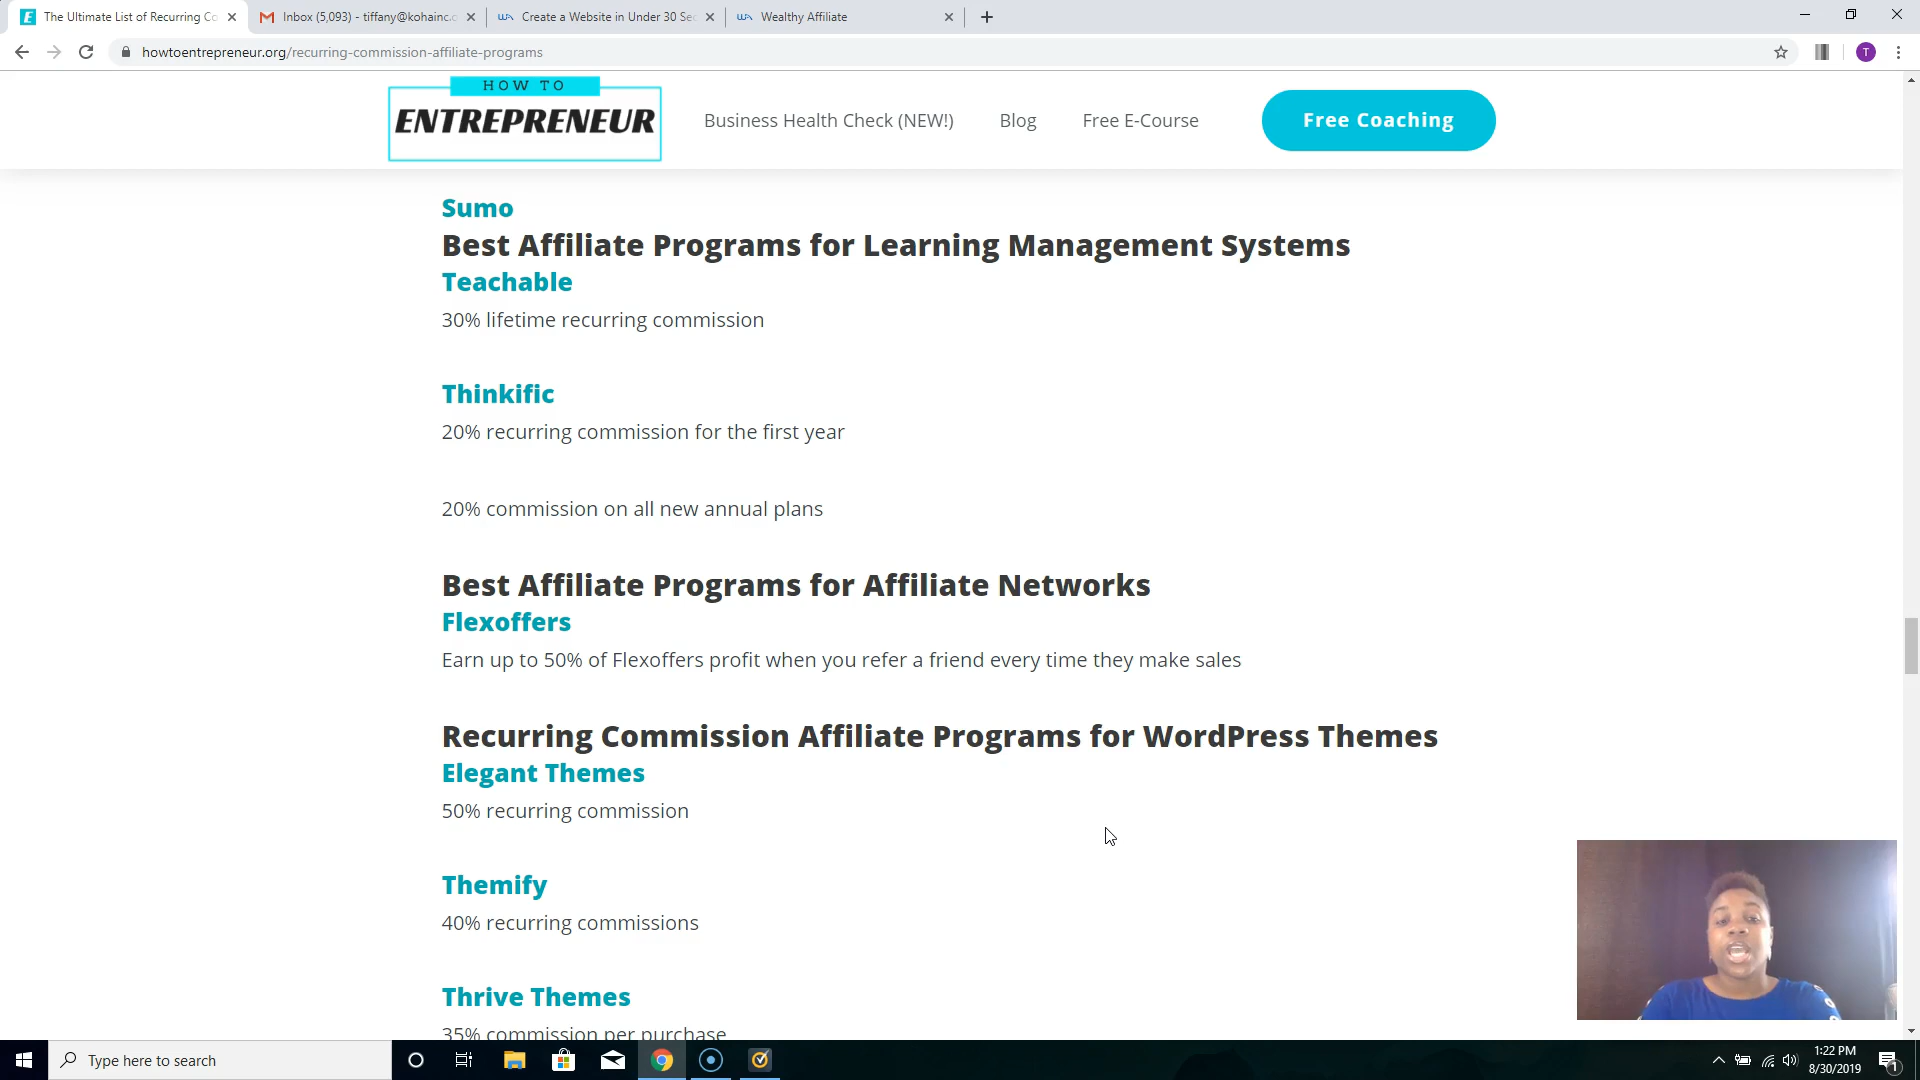 The Ultimate List of Recurring Co
Inbox (5,093) - tiffany@kohainc.c
Create a Website in Under 30 Sec
Wealthy Affiliate
howtoentrepreneur.org/recurring-commission-affiliate-programs
T
HOW TO
ENTREPRENEUR
Business Health Check (NEW!)
Blog
Free E-Course
Free Coaching
Sumo
Best Affiliate Programs for Learning Management Systems
Teachable
30% lifetime recurring commission
Thinkific
20% recurring commission for the first year
20% commission on all new annual plans
Best Affiliate Programs for Affiliate Networks
Flexoffers
Earn up to 50% of Flexoffers profit when you refer a friend every time they make sales
Recurring Commission Affiliate Programs for WordPress Themes
Elegant Themes
50% recurring commission
Themify
40% recurring commissions
Thrive Themes
35% commission per purchase
Type here to search
1:22 PM
8/30/2019
1